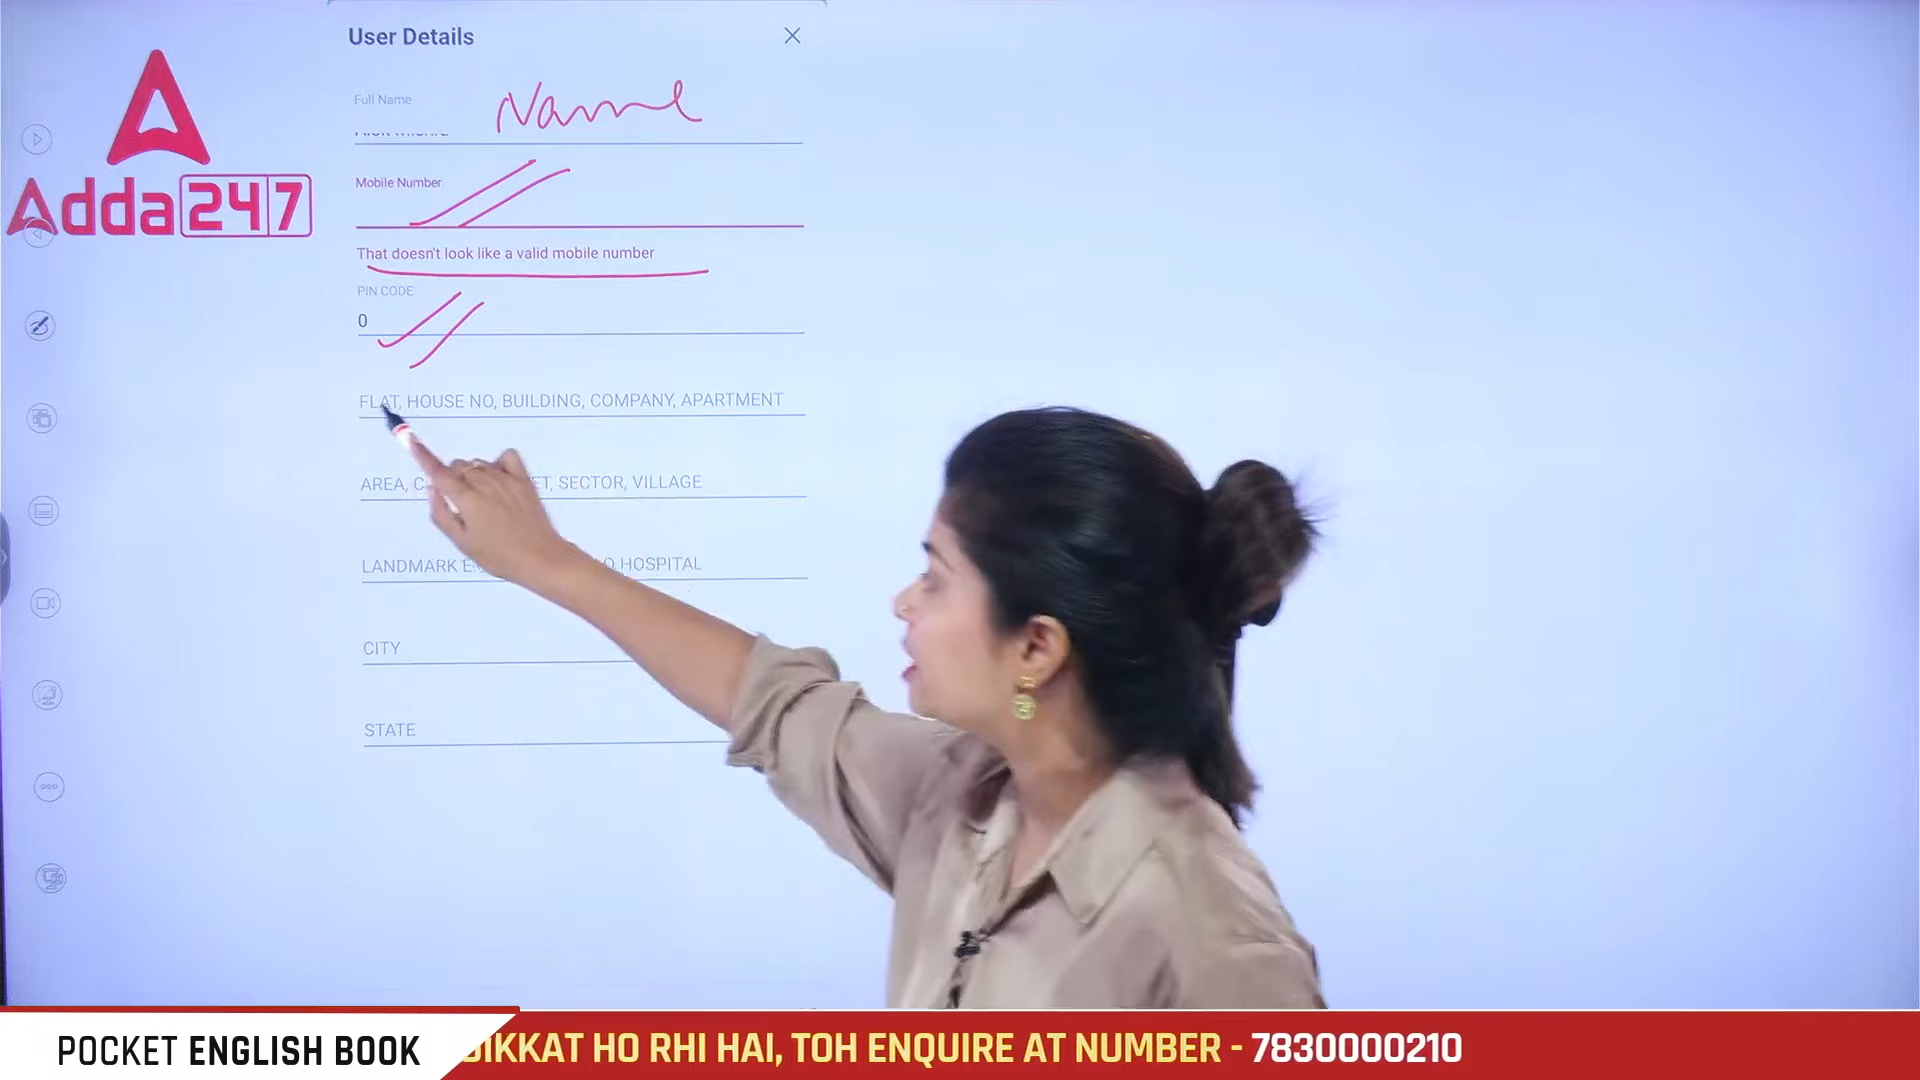 User Details
Full Name
Name
Mobile Number
That doesn't look like a valid mobile number
PIN CODE
0
FLAT, HOUSE NO, BUILDING, COMPANY, APARTMENT
AREA, SECTOR, VILLAGE
LANDMARK HOSPITAL
CITY
STATE
Adda247
POCKET ENGLISH BOOK
DIKKAT HO RHI HAI, TOH ENQUIRE AT NUMBER - 7830000210